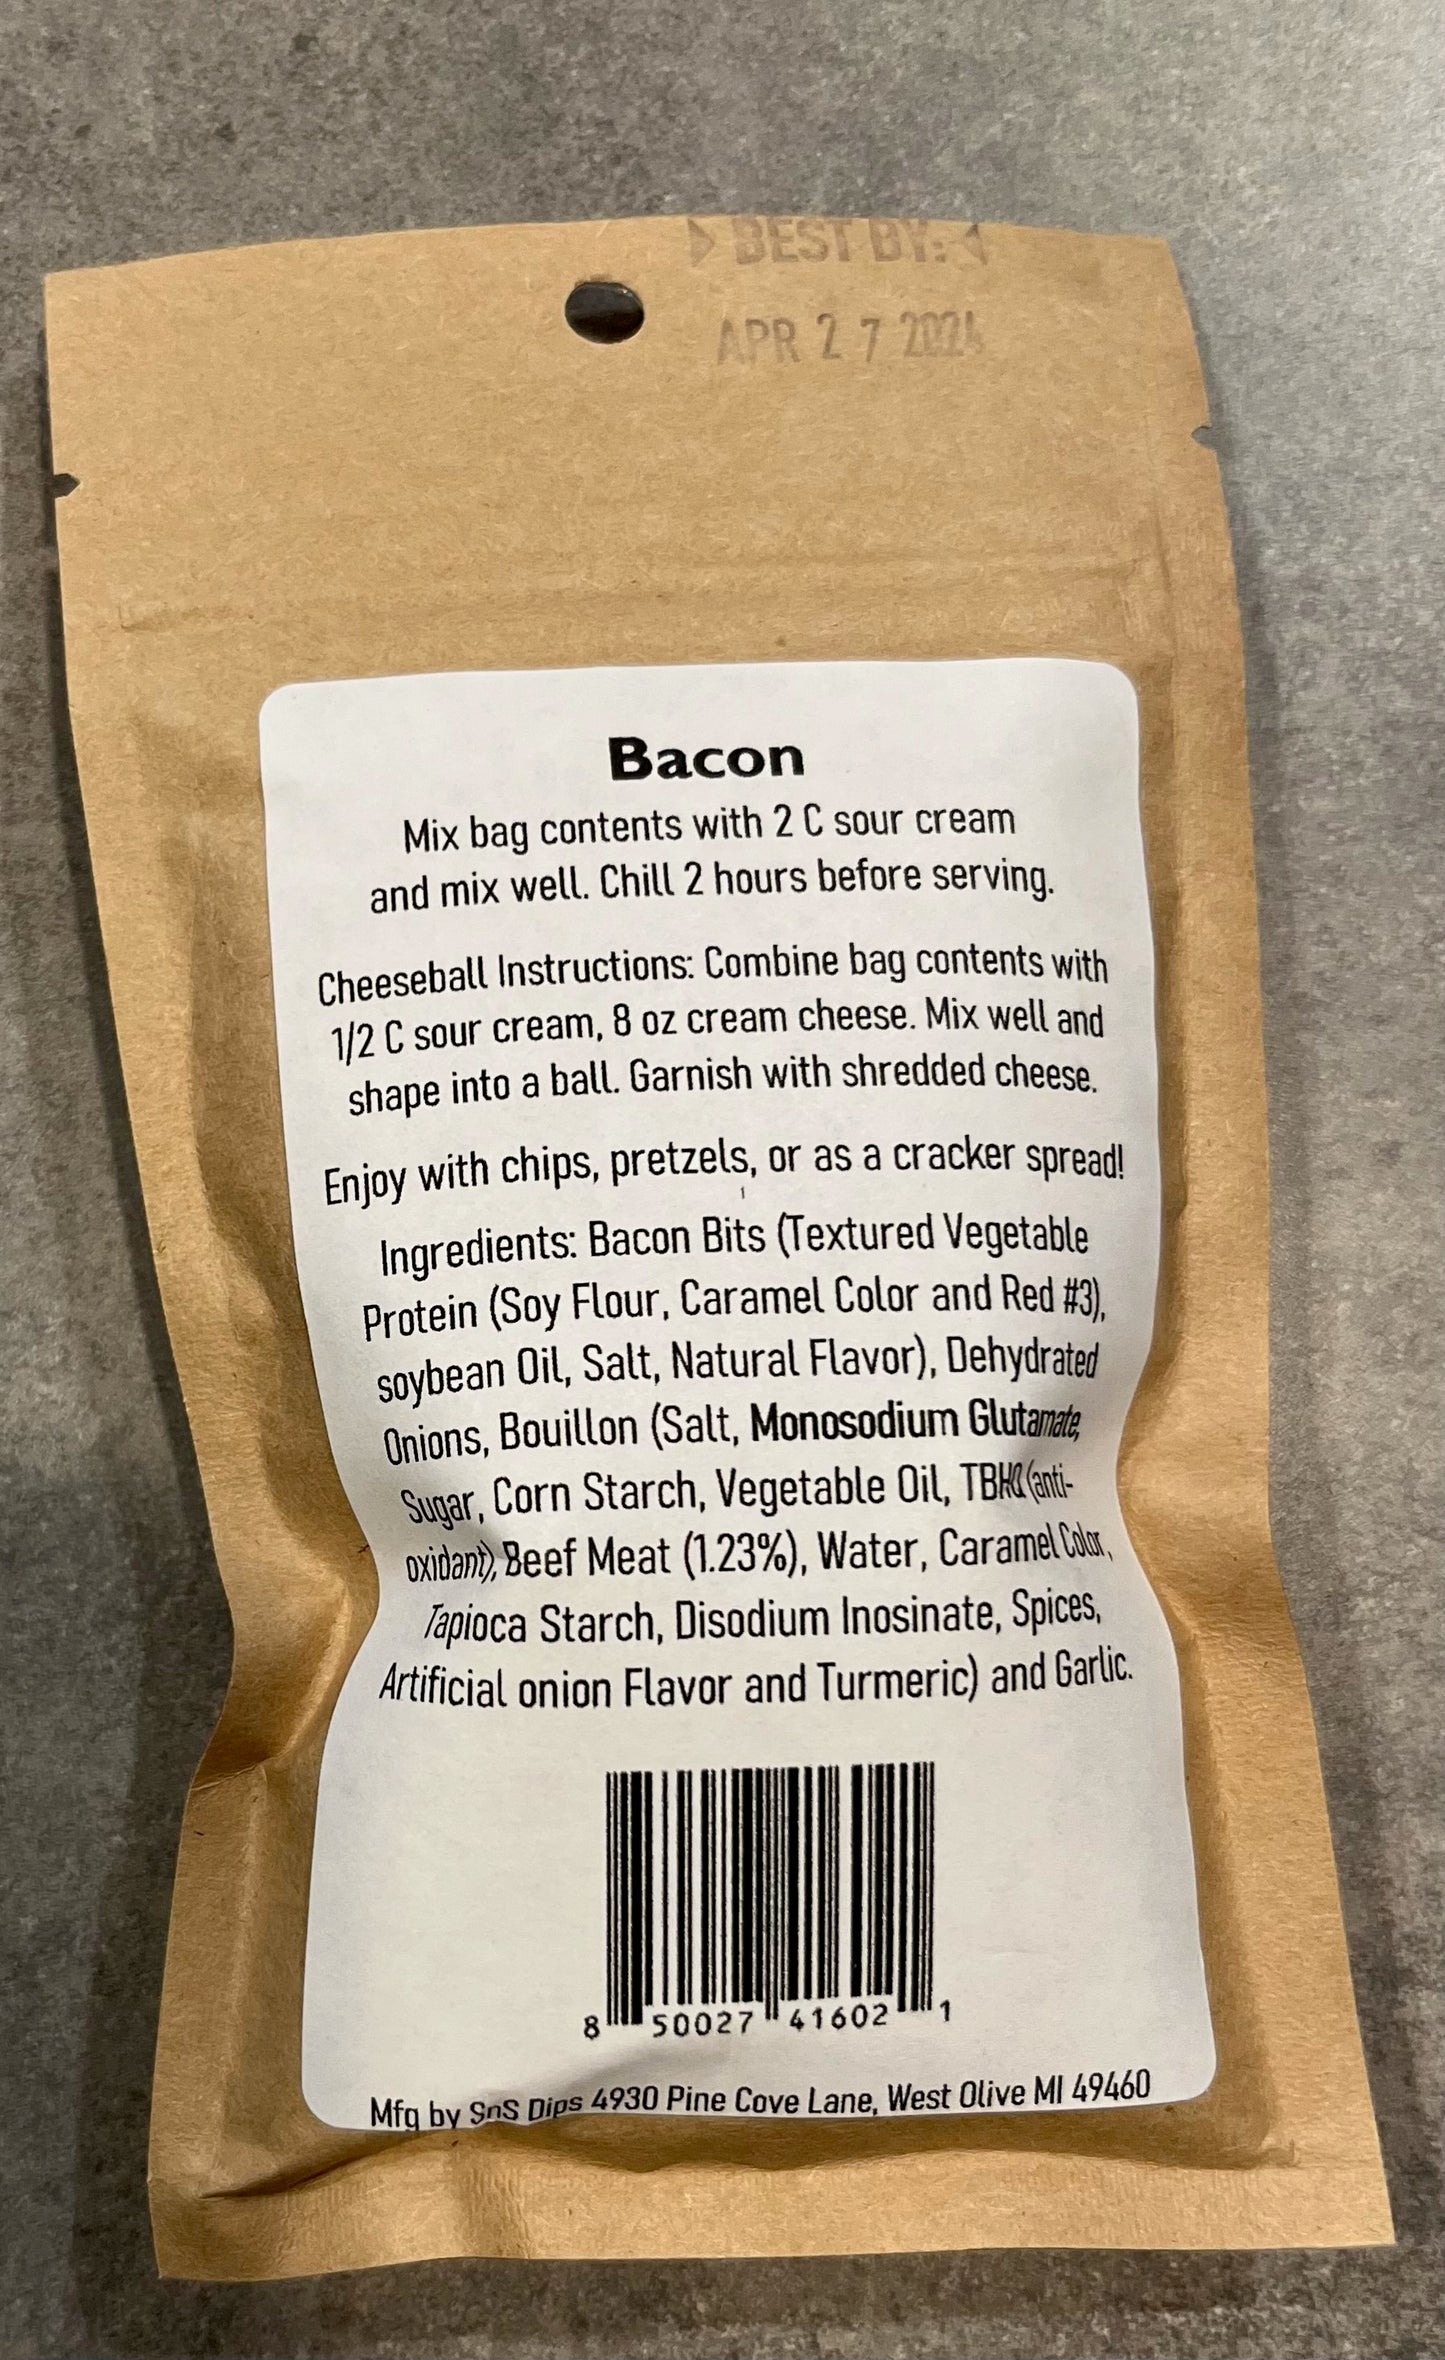 BEST BY:
APR 27 2024
Bacon
Mix bag contents with 2 C sour cream
and mix well. Chill 2 hours before serving.
Cheeseball Instructions: Combine bag contents with
1/2 C sour cream, 8 oz cream cheese. Mix well and
shape into a ball. Garnish with shredded cheese.
Enjoy with chips, pretzels, or as a cracker spread!
Ingredients: Bacon Bits (Textured Vegetable
Protein (Soy Flour, Caramel Color and Red #3),
soybean Oil, Salt, Natural Flavor), Dehydrated
Onions, Bouillon (Salt, Monosodium Glutamate,
Sugar, Corn Starch, Vegetable Oil, TBHQ (anti-
oxidant), Beef Meat (1.23%), Water, Caramel Color,
Tapioca Starch, Disodium Inosinate, Spices,
Artificial onion Flavor and Turmeric) and Garlic.
8 50027 41602 1
Mfg by SnS Dips 4930 Pine Cove Lane, West Olive MI 49460